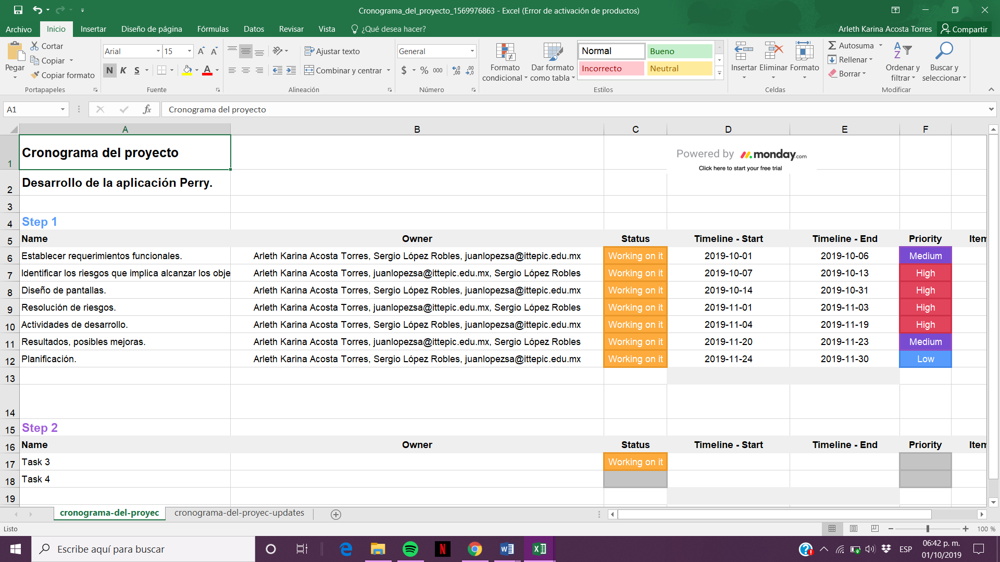 Cronograma_del_proyecto_1569976863 - Excel (Error de activación de productos)
Archivo Inicio Insertar Diseño de página Fórmulas Datos Revisar Vista ¿Qué desea hacer? Arleth Karina Acosta Torres Compartir
Pegar
Cortar
Copiar
Copiar formato
Portapapeles
Arial 15
N K S A
Fuente
Ajustar texto
Combinar y centrar
Alineación
General
$ % 000
Número
Formato condicional
Dar formato como tabla
Normal Bueno
Incorrecto Neutral
Estilos
Insertar Eliminar Formato
Celdas
Autosuma
Rellenar
Borrar
Ordenar y filtrar
Buscar y seleccionar
Modificar
A1 fx Cronograma del proyecto
A B C D E F
1 Cronograma del proyecto
Powered by monday.com
Click here to start your free trial
2 Desarrollo de la aplicación Perry.
3
4 Step 1
5 Name Owner Status Timeline - Start Timeline - End Priority Item
6 Establecer requerimientos funcionales. Arleth Karina Acosta Torres, Sergio López Robles, juanlopezsa@ittepic.edu.mx Working on it 2019-10-01 2019-10-06 Medium
7 Identificar los riesgos que implica alcanzar los obje Arleth Karina Acosta Torres, juanlopezsa@ittepic.edu.mx, Sergio López Robles Working on it 2019-10-07 2019-10-13 High
8 Diseño de pantallas. Arleth Karina Acosta Torres, Sergio López Robles, juanlopezsa@ittepic.edu.mx Working on it 2019-10-14 2019-10-31 High
9 Resolución de riesgos. Arleth Karina Acosta Torres, juanlopezsa@ittepic.edu.mx, Sergio López Robles Working on it 2019-11-01 2019-11-03 High
10 Actividades de desarrollo. Arleth Karina Acosta Torres, Sergio López Robles, juanlopezsa@ittepic.edu.mx Working on it 2019-11-04 2019-11-19 High
11 Resultados, posibles mejoras. Arleth Karina Acosta Torres, juanlopezsa@ittepic.edu.mx, Sergio López Robles Working on it 2019-11-20 2019-11-23 Medium
12 Planificación. Arleth Karina Acosta Torres, Sergio López Robles, juanlopezsa@ittepic.edu.mx Working on it 2019-11-24 2019-11-30 Low
13
14
15 Step 2
16 Name Owner Status Timeline - Start Timeline - End Priority Item
17 Task 3 Working on it
18 Task 4
19
cronograma-del-proyec cronograma-del-proyec-updates
Listo 100 %
Escribe aquí para buscar
ESP
06:42 p. m.
01/10/2019